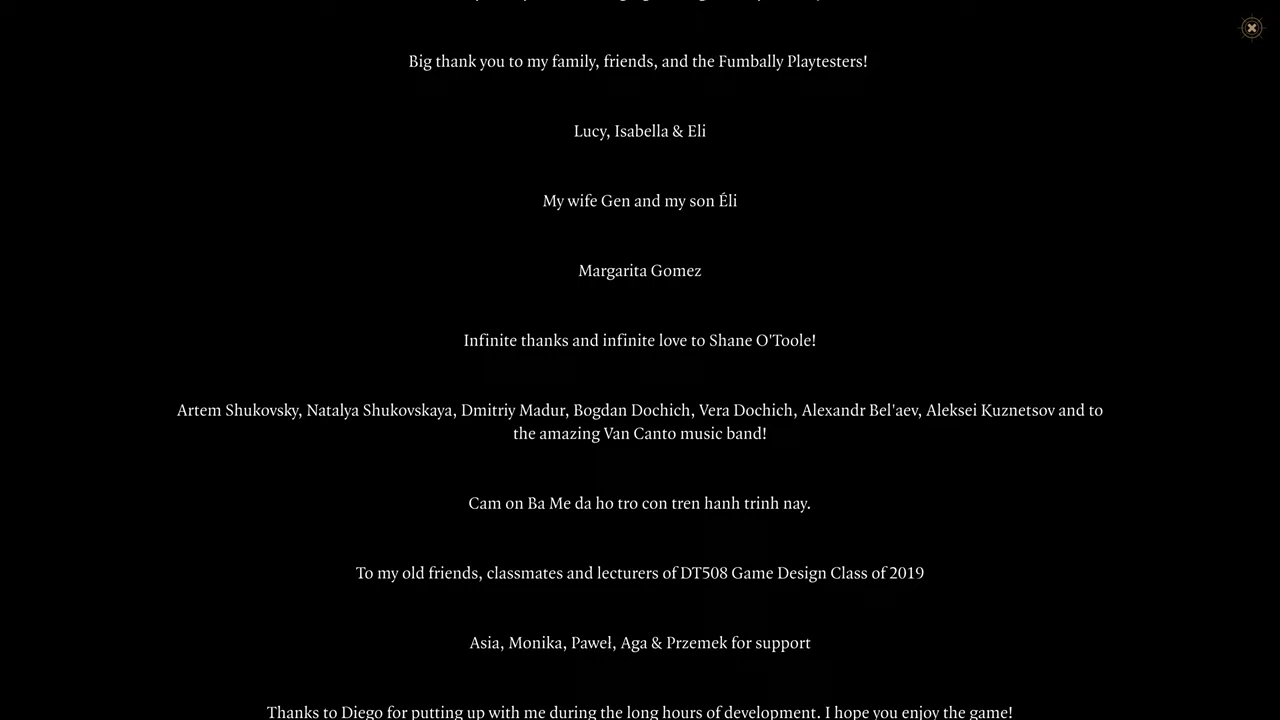 Big thank you to my family, friends, and the Fumbally Playtesters!
Lucy, Isabella & Eli
My wife Gen and my son Éli
Margarita Gomez
Infinite thanks and infinite love to Shane O'Toole!
Artem Shukovsky, Natalya Shukovskaya, Dmitriy Madur, Bogdan Dochich, Vera Dochich, Alexandr Bel'aev, Aleksei Kuznetsov and to
the amazing Van Canto music band!
Cam on Ba Me da ho tro con tren hanh trinh nay.
To my old friends, classmates and lecturers of DT508 Game Design Class of 2019
Asia, Monika, Paweł, Aga & Przemek for support
Thanks to Diego for putting up with me during the long hours of development. I hope you enjoy the game!